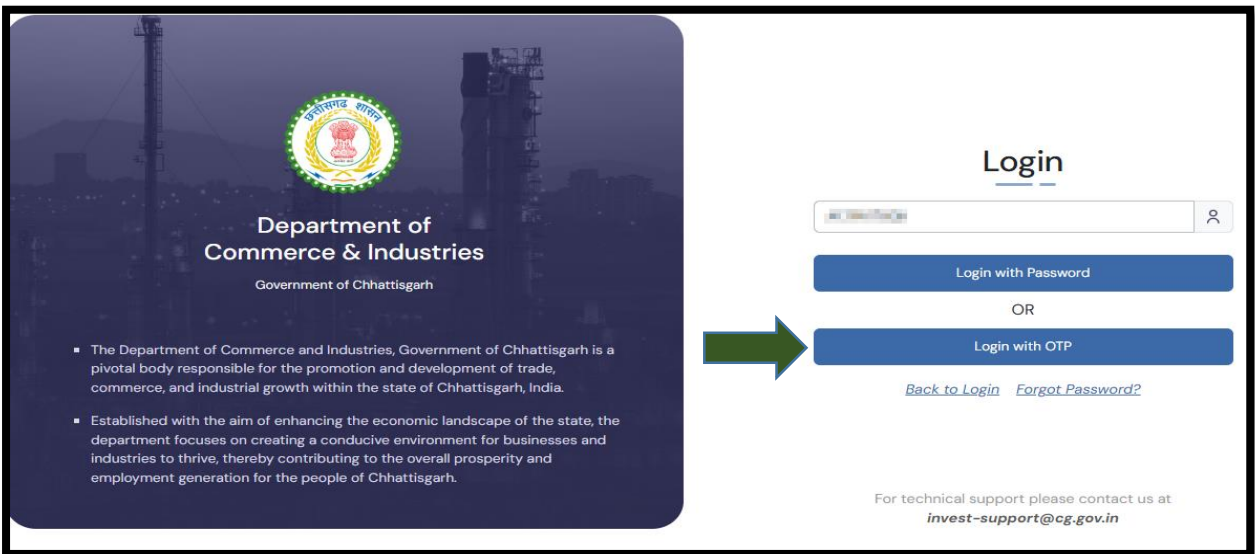 छत्तीसगढ़ शासन
Department of
Commerce & Industries
Government of Chhattisgarh
The Department of Commerce and Industries, Government of Chhattisgarh is a
pivotal body responsible for the promotion and development of trade,
commerce, and industrial growth within the state of Chhattisgarh, India.
Established with the aim of enhancing the economic landscape of the state, the
department focuses on creating a conducive environment for businesses and
industries to thrive, thereby contributing to the overall prosperity and
employment generation for the people of Chhattisgarh.
Login
Login with Password
OR
Login with OTP
Back to Login Forgot Password?
For technical support please contact us at
invest-support@cg.gov.in